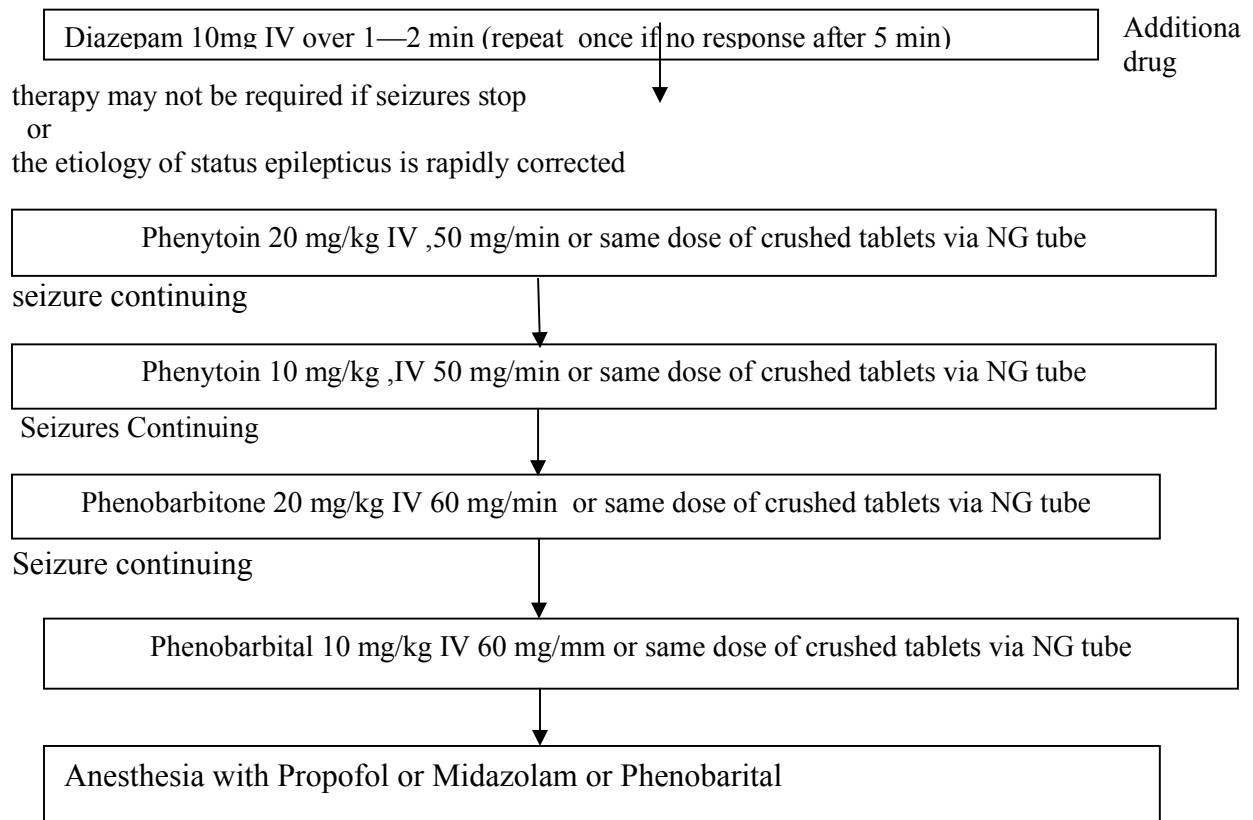 Diazepam 10mg IV over 1—2 min (repeat once if no response after 5 min)
Additiona
drug
therapy may not be required if seizures stop
or
the etiology of status epilepticus is rapidly corrected
Phenytoin 20 mg/kg IV ,50 mg/min or same dose of crushed tablets via NG tube
seizure continuing
Phenytoin 10 mg/kg ,IV 50 mg/min or same dose of crushed tablets via NG tube
Seizures Continuing
Phenobarbitone 20 mg/kg IV 60 mg/min or same dose of crushed tablets via NG tube
Seizure continuing
Phenobarbital 10 mg/kg IV 60 mg/mm or same dose of crushed tablets via NG tube
Anesthesia with Propofol or Midazolam or Phenobarital